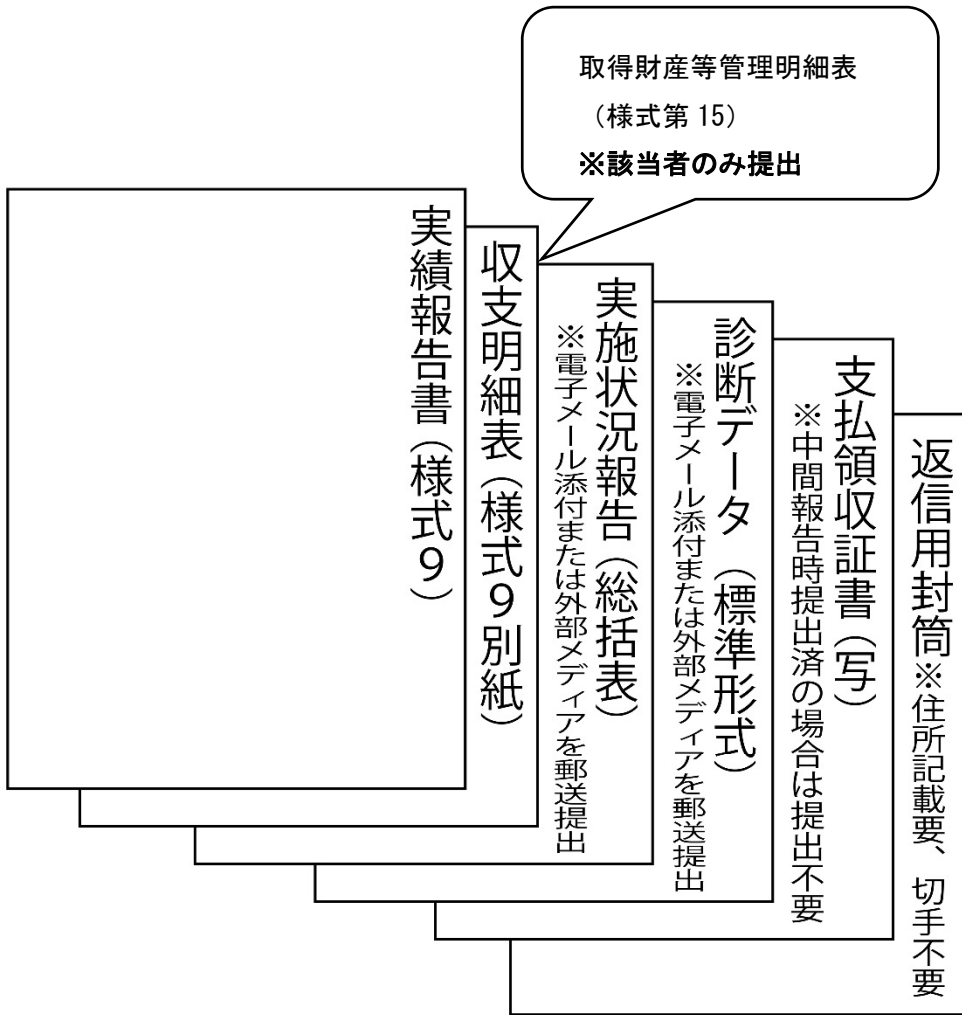 取得財産等管理明細表
（様式第 15）
※該当者のみ提出
実績報告書（様式９）
収支明細表（様式９別紙）
実施状況報告（総括表）
※電子メール添付または外部メディアを郵送提出
診断データ（標準形式）
※電子メール添付または外部メディアを郵送提出
支払領収証書（写）
※中間報告時提出済の場合は提出不要
返信用封筒※住所記載要、切手不要